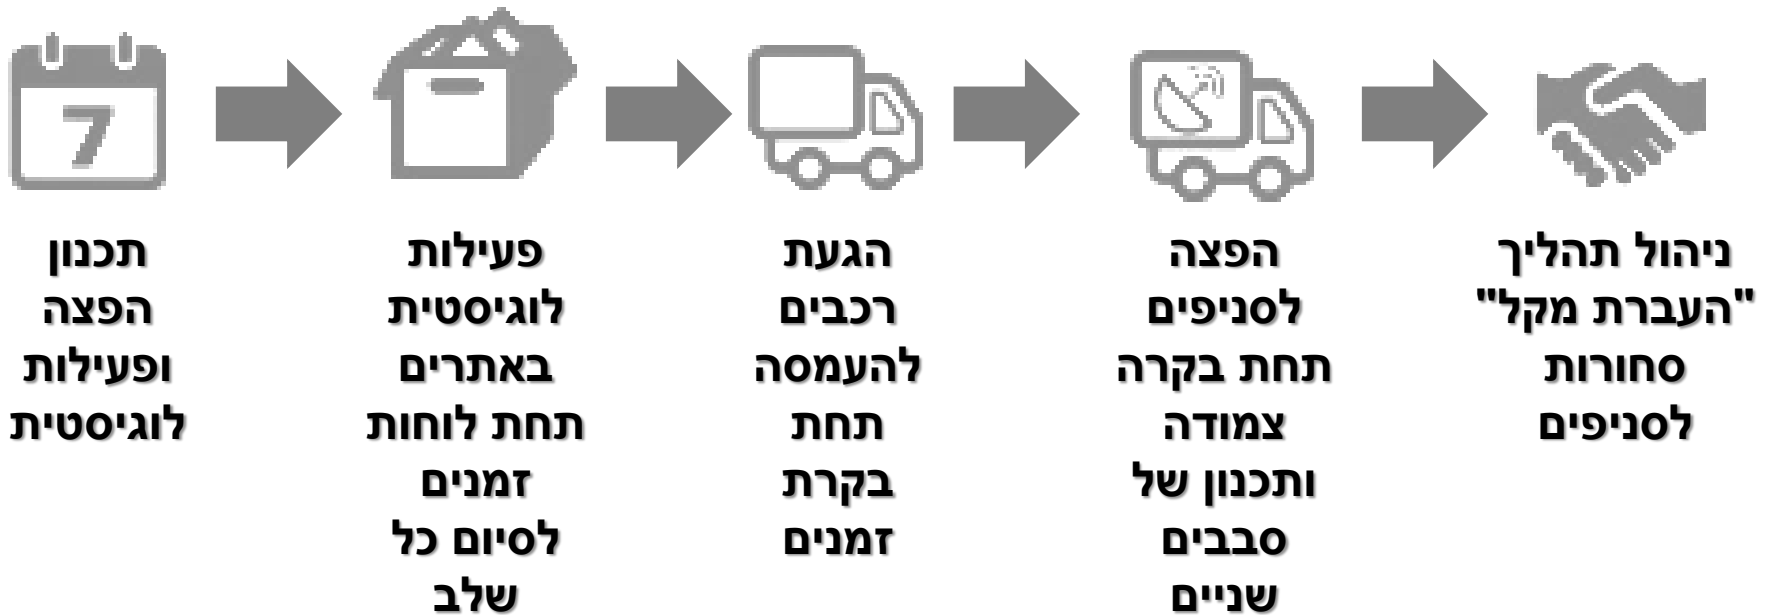 7
תכנון
הפצה
ופעילות
לוגיסטית
פעילות
לוגיסטית
באתרים
תחת לוחות
זמנים
לסיום כל
שלב
הגעת
רכבים
להעמסה
תחת
בקרת
זמנים
הפצה
לסניפים
תחת בקרה
צמודה
ותכנון של
סבבים
שניים
ניהול תהליך
"העברת מקל"
סחורות
לסניפים